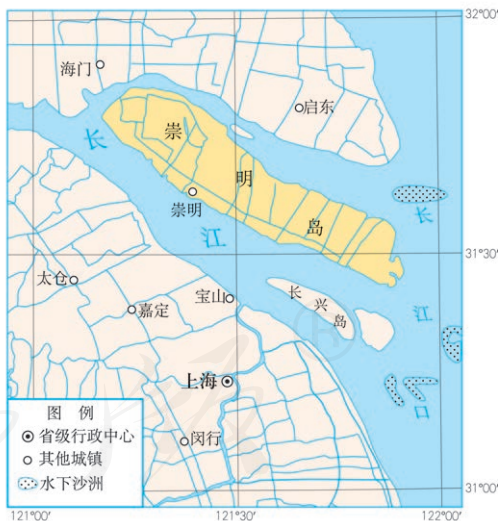 32°00′
海门
启东
崇
明
岛
崇明
长
江
长
江
口
31°30′
太仓
嘉定
宝山
长兴岛
上海
闵行
图 例
省级行政中心
其他城镇
水下沙洲
31°00′
121°00′
121°30′
122°00′